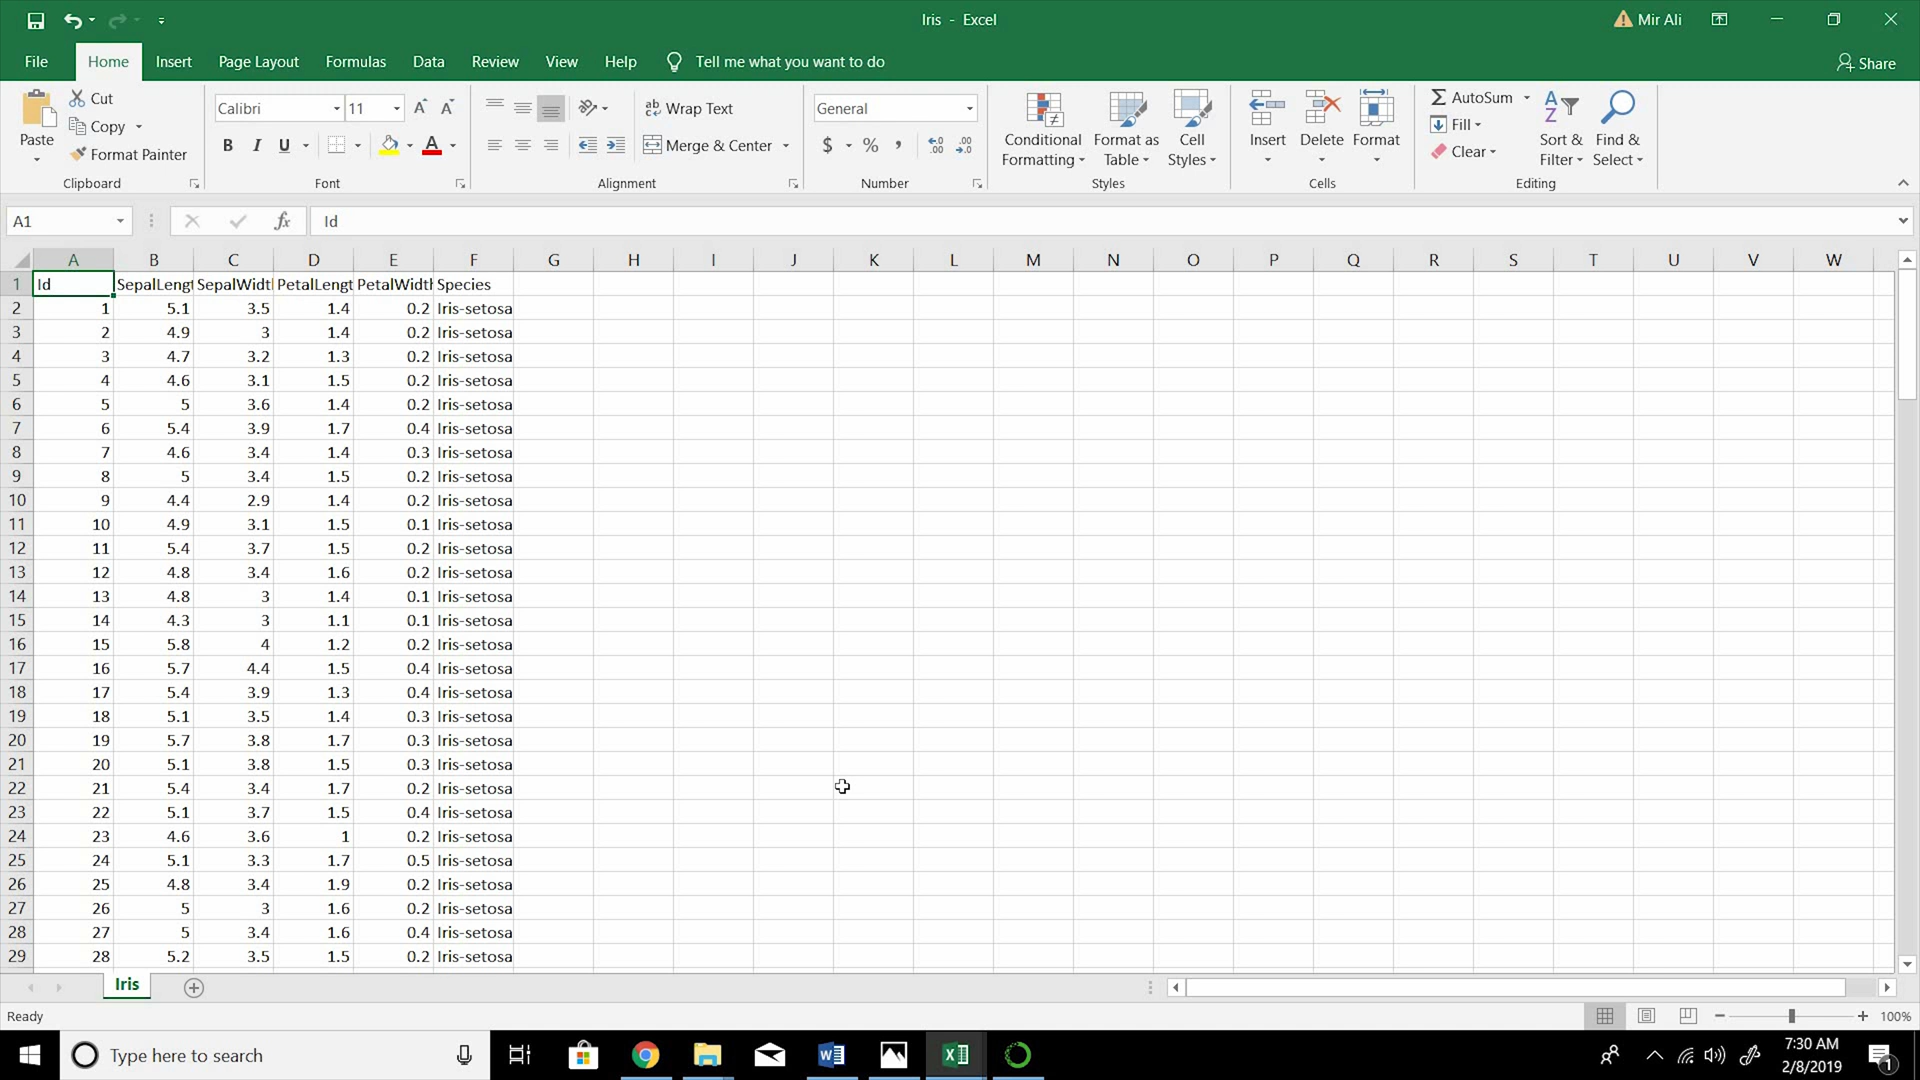 Iris - Excel
Mir Ali
File Home Insert Page Layout Formulas Data Review View Help Tell me what you want to do
Share
Paste
Cut
Copy
Format Painter
Clipboard
Calibri 11
A A
B I U A
Font
Wrap Text
Merge & Center
Alignment
General
$ % ,
Number
Conditional Formatting
Format as Table
Cell Styles
Styles
Insert Delete Format
Cells
AutoSum
Fill
Clear
Sort & Filter
Find & Select
Editing
A1 fx Id
A B C D E F G H I J K L M N O P Q R S T U V W
1 Id SepalLengt SepalWidt PetalLengt PetalWidth Species
2 1 5.1 3.5 1.4 0.2 Iris-setosa
3 2 4.9 3 1.4 0.2 Iris-setosa
4 3 4.7 3.2 1.3 0.2 Iris-setosa
5 4 4.6 3.1 1.5 0.2 Iris-setosa
6 5 5 3.6 1.4 0.2 Iris-setosa
7 6 5.4 3.9 1.7 0.4 Iris-setosa
8 7 4.6 3.4 1.4 0.3 Iris-setosa
9 8 5 3.4 1.5 0.2 Iris-setosa
10 9 4.4 2.9 1.4 0.2 Iris-setosa
11 10 4.9 3.1 1.5 0.1 Iris-setosa
12 11 5.4 3.7 1.5 0.2 Iris-setosa
13 12 4.8 3.4 1.6 0.2 Iris-setosa
14 13 4.8 3 1.4 0.1 Iris-setosa
15 14 4.3 3 1.1 0.1 Iris-setosa
16 15 5.8 4 1.2 0.2 Iris-setosa
17 16 5.7 4.4 1.5 0.4 Iris-setosa
18 17 5.4 3.9 1.3 0.4 Iris-setosa
19 18 5.1 3.5 1.4 0.3 Iris-setosa
20 19 5.7 3.8 1.7 0.3 Iris-setosa
21 20 5.1 3.8 1.5 0.3 Iris-setosa
22 21 5.4 3.4 1.7 0.2 Iris-setosa
23 22 5.1 3.7 1.5 0.4 Iris-setosa
24 23 4.6 3.6 1 0.2 Iris-setosa
25 24 5.1 3.3 1.7 0.5 Iris-setosa
26 25 4.8 3.4 1.9 0.2 Iris-setosa
27 26 5 3 1.6 0.2 Iris-setosa
28 27 5 3.4 1.6 0.4 Iris-setosa
29 28 5.2 3.5 1.5 0.2 Iris-setosa
Iris
Ready
100%
Type here to search
7:30 AM
2/8/2019
1